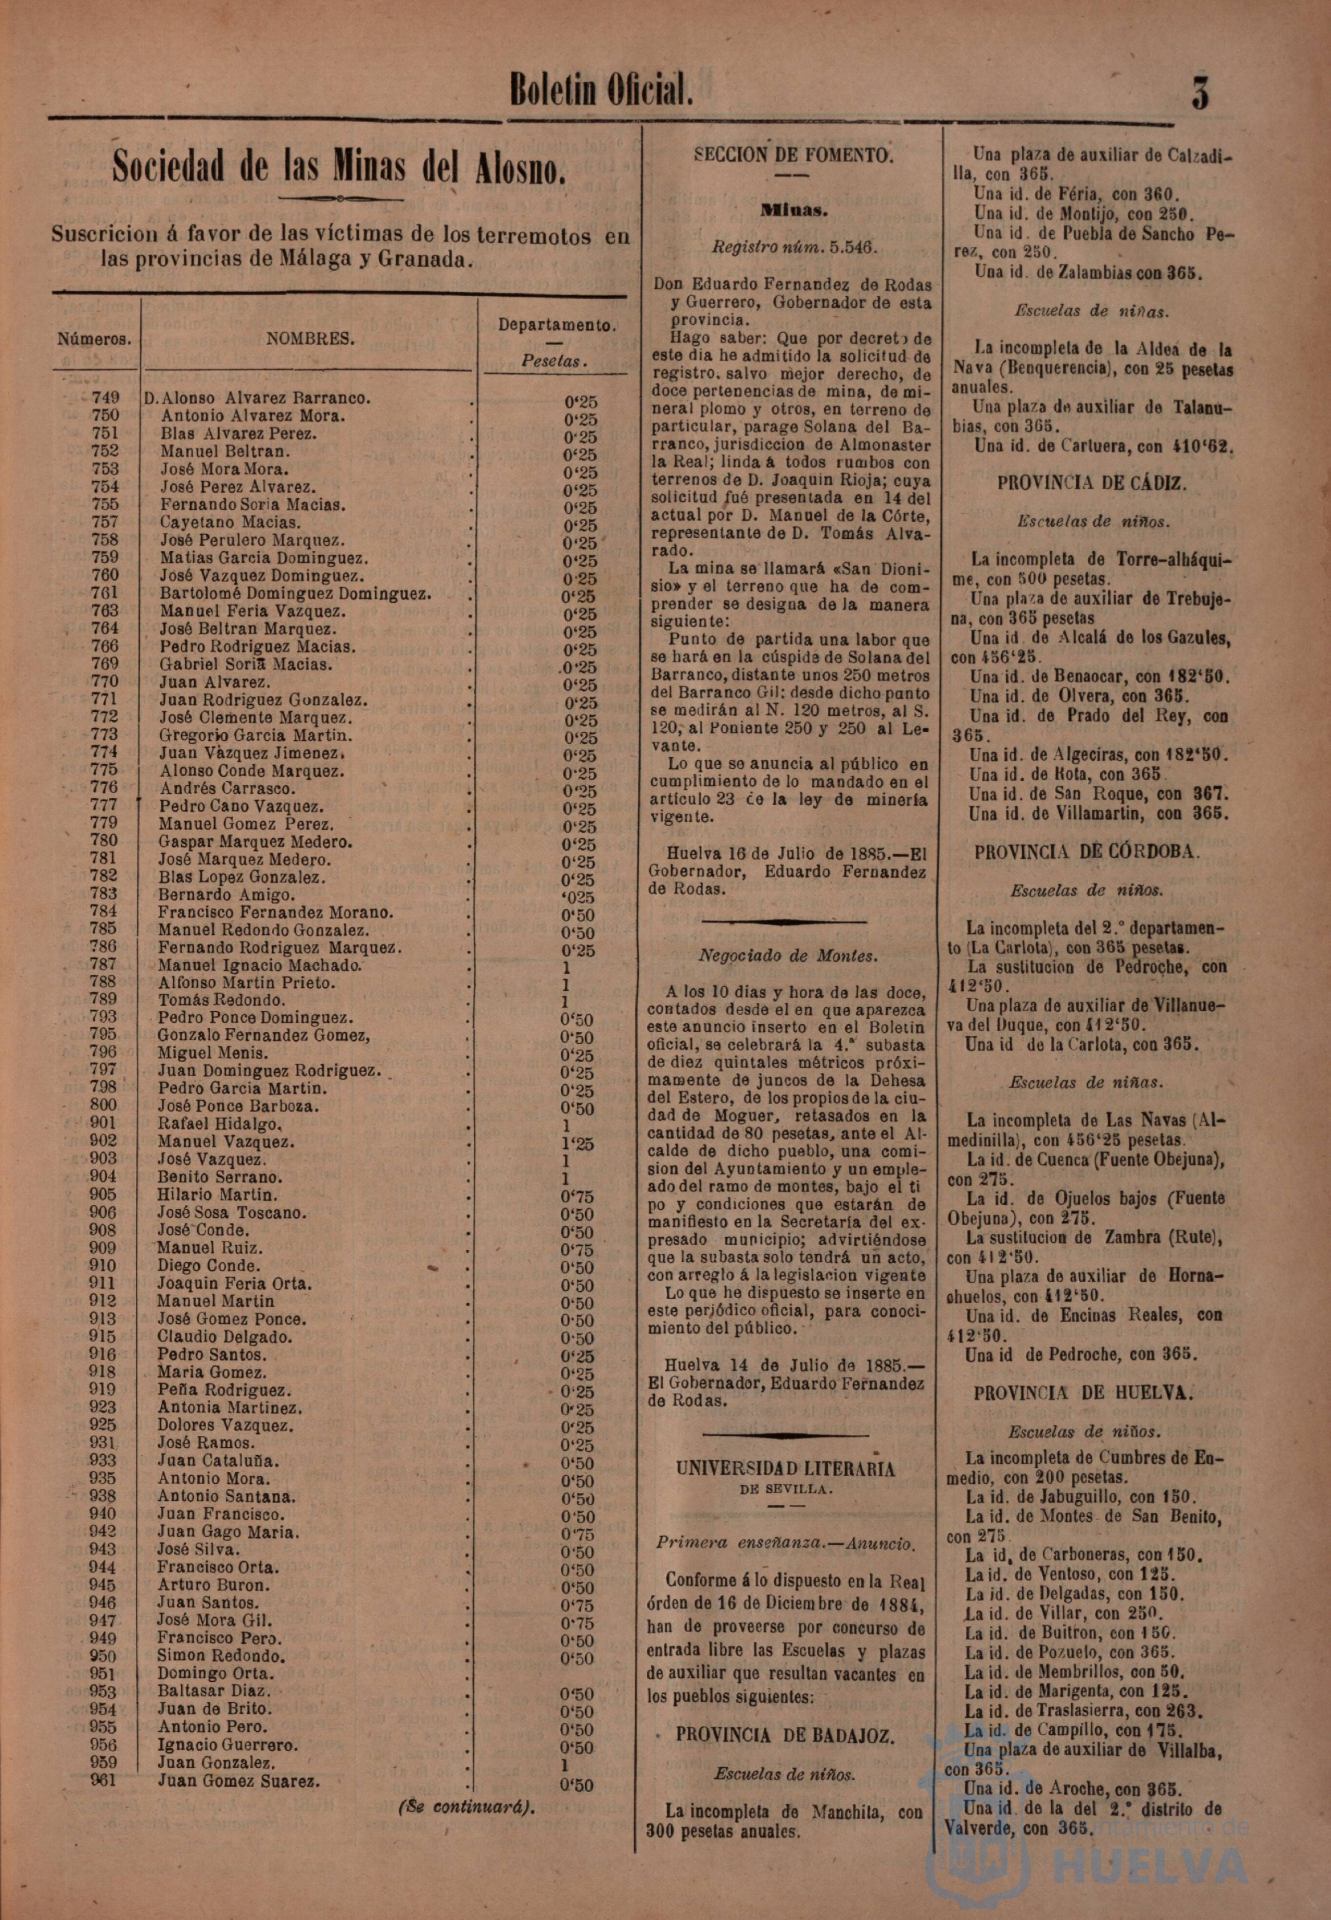 Boletin Oficial.
3
Sociedad de las Minas del Alosno.
Suscricion á favor de las víctimas de los terremotos en
las provincias de Málaga y Granada.
Números. NOMBRES. Departamento.
Pesetas.
749 D. Alonso Alvarez Barranco. 0‘25
750 Antonio Alvarez Mora. 0‘25
751 Blas Alvarez Perez. 0‘25
752 Manuel Beltran. 0‘25
753 José Mora Mora. 0‘25
754 José Perez Alvarez. 0‘25
755 Fernando Soria Macias. 0‘25
757 Cayetano Macias. 0‘25
758 José Perulero Marquez. 0‘25
759 Matias Garcia Dominguez. 0‘25
760 José Vazquez Dominguez. 0‘25
761 Bartolomé Dominguez Dominguez. 0‘25
763 Manuel Feria Vazquez. 0‘25
764 José Beltran Marquez. 0‘25
766 Pedro Rodriguez Macias. 0‘25
769 Gabriel Soria Macias. 0‘25
770 Juan Alvarez. 0‘25
771 Juan Rodriguez Gonzalez. 0‘25
772 José Clemente Marquez. 0‘25
773 Gregorio Garcia Martin. 0‘25
774 Juan Vazquez Jimenez. 0‘25
775 Alonso Conde Marquez. 0‘25
776 Andrés Carrasco. 0‘25
777 Pedro Cano Vazquez. 0‘25
779 Manuel Gomez Perez. 0‘25
780 Gaspar Marquez Medero. 0‘25
781 José Marquez Medero. 0‘25
782 Blas Lopez Gonzalez. 0‘25
783 Bernardo Amigo. ‘025
784 Francisco Fernandez Morano. 0‘50
785 Manuel Redondo Gonzalez. 0‘50
786 Fernando Rodriguez Marquez. 0‘25
787 Manuel Ignacio Machado. 1
788 Alfonso Martin Prieto. 1
789 Tomás Redondo. 1
793 Pedro Ponce Dominguez. 0‘50
795 Gonzalo Fernandez Gomez, 0‘50
796 Miguel Menis. 0‘25
797 Juan Dominguez Rodriguez. 0‘25
798 Pedro Garcia Martin. 0‘25
800 José Ponce Barboza. 0‘50
901 Rafael Hidalgo. 1
902 Manuel Vazquez. 1‘25
903 José Vazquez. 1
904 Benito Serrano. 1
905 Hilario Martin. 0‘75
906 José Sosa Toscano. 0‘50
908 José Conde. 0‘50
909 Manuel Ruiz. 0‘75
910 Diego Conde. 0‘50
911 Joaquin Feria Orta. 0‘50
912 Manuel Martin 0‘50
913 José Gomez Ponce. 0‘50
915 Claudio Delgado. 0‘50
916 Pedro Santos. 0‘25
918 Maria Gomez. 0‘25
919 Peña Rodriguez. 0‘25
923 Antonia Martinez. 0‘25
925 Dolores Vazquez. 0‘25
931 José Ramos. 0‘25
933 Juan Cataluña. 0‘50
935 Antonio Mora. 0‘50
938 Antonio Santana. 0‘50
940 Juan Francisco. 0‘50
942 Juan Gago Maria. 0‘75
943 José Silva. 0‘50
944 Francisco Orta. 0‘50
945 Arturo Buron. 0‘50
946 Juan Santos. 0‘75
947 José Mora Gil. 0‘75
949 Francisco Pero. 0‘50
950 Simon Redondo. 0‘50
951 Domingo Orta.
953 Baltasar Diaz. 0‘50
954 Juan de Brito. 0‘50
955 Antonio Pero. 0‘50
956 Ignacio Guerrero. 0‘50
959 Juan Gonzalez. 1
961 Juan Gomez Suarez. 0‘50
(Se continuará).
SECCION DE FOMENTO.
Minas.
Registro núm. 5.546.
Don Eduardo Fernandez de Rodas
y Guerrero, Gobernador de esta
provincia.
Hago saber: Que por decreto de
este dia he admitido la solicitud de
registro, salvo mejor derecho, de
doce pertenencias de mina, de mi-
neral plomo y otros, en terreno de
particular, parage Solana del Ba-
rranco, jurisdiccion de Almonaster
la Real; linda á todos rumbos con
terrenos de D. Joaquin Rioja; cuya
solicitud fué presentada en 14 del
actual por D. Manuel de la Córte,
representante de D. Tomás Alva-
rado.
La mina se llamará «San Dioni-
sio» y el terreno que ha de com-
prender se designa de la manera
siguiente:
Punto de partida una labor que
se hará en la cúspide de Solana del
Barranco, distante unos 250 metros
del Barranco Gil: desde dicho punto
se medirán al N. 120 metros, al S.
120, al Poniente 250 y 250 al Le-
vante.
Lo que se anuncia al público en
cumplimiento de lo mandado en el
artículo 23 de la ley de minería
vigente.
Huelva 16 de Julio de 1885.—El
Gobernador, Eduardo Fernandez
de Rodas.
Negociado de Montes.
A los 10 dias y hora de las doce,
contados desde el en que aparezca
este anuncio inserto en el Boletin
oficial, se celebrará la 4.ª subasta
de diez quintales métricos próxi-
mamente de juncos de la Dehesa
del Estero, de los propios de la ciu-
dad de Moguer, retasados en la
cantidad de 80 pesetas, ante el Al-
calde de dicho pueblo, una comi-
sion del Ayuntamiento y un emple-
ado del ramo de montes, bajo el ti
po y condiciones que estarán de
manifiesto en la Secretaría del ex-
presado municipio; advirtiéndose
que la subasta solo tendrá un acto,
con arreglo á la legislacion vigente
Lo que he dispuesto se inserte en
este periódico oficial, para conoci-
miento del público.
Huelva 14 de Julio de 1885.—
El Gobernador, Eduardo Fernandez
de Rodas.
UNIVERSIDAD LITERARIA
DE SEVILLA.
Primera enseñanza.—Anuncio.
Conforme á lo dispuesto en la Real
órden de 16 de Diciembre de 1884,
han de proveerse por concurso de
entrada libre las Escuelas y plazas
de auxiliar que resultan vacantes en
los pueblos siguientes:
PROVINCIA DE BADAJOZ.
Escuelas de niños.
La incompleta de Manchita, con
300 pesetas anuales.
Una plaza de auxiliar de Calzadi-
lla, con 365.
Una id. de Féria, con 360.
Una id. de Montijo, con 250.
Una id. de Puebla de Sancho Pe-
rez, con 250.
Una id. de Zalambias con 365.
Escuelas de niñas.
La incompleta de la Aldea de la
Nava (Benquerencia), con 25 pesetas
anuales.
Una plaza de auxiliar de Talanu-
bias, con 365.
Una id. de Cartuera, con 410‘62.
PROVINCIA DE CÁDIZ.
Escuelas de niños.
La incompleta de Torre-alháqui-
me, con 500 pesetas.
Una plaza de auxiliar de Trebuje-
na, con 365 pesetas
Una id. de Alcalá de los Gazules,
con 456‘25.
Una id. de Benaocar, con 182‘50.
Una id. de Olvera, con 365.
Una id. de Prado del Rey, con
365.
Una id. de Algeciras, con 182‘50.
Una id. de Rota, con 365.
Una id. de San Roque, con 367.
Una id. de Villamartin, con 365.
PROVINCIA DE CÓRDOBA.
Escuelas de niños.
La incompleta del 2.° departamen-
to (La Carlota), con 365 pesetas.
La sustitucion de Pedroche, con
412‘50.
Una plaza de auxiliar de Villanue-
va del Duque, con 412‘50.
Una id de la Carlota, con 365.
Escuelas de niñas.
La incompleta de Las Navas (Al-
medinilla), con 456‘25 pesetas.
La id. de Cuenca (Fuente Obejuna),
con 275.
La id. de Ojuelos bajos (Fuente
Obejuna), con 275.
La sustitucion de Zambra (Rute),
con 412‘50.
Una plaza de auxiliar de Horna-
chuelos, con 412‘50.
Una id. de Encinas Reales, con
412‘50.
Una id de Pedroche, con 365.
PROVINCIA DE HUELVA.
Escuelas de niños.
La incompleta de Cumbres de En-
medio, con 200 pesetas.
La id. de Jabuguillo, con 150.
La id. de Montes de San Benito,
con 275.
La id. de Carboneras, con 150.
La id. de Ventoso, con 125.
La id. de Delgadas, con 150.
La id. de Villar, con 250.
La id. de Buitron, con 150.
La id. de Pozuelo, con 365.
La id. de Membrillos, con 50.
La id. de Marigenta, con 125.
La id. de Traslasierra, con 263.
La id. de Campillo, con 175.
Una plaza de auxiliar de Villalba,
con 365.
Una id. de Aroche, con 365.
Una id. de la del 2.° distrito de
Valverde, con 365.
HUELVA